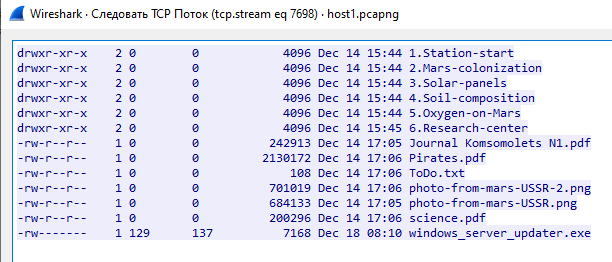 Wireshark · Следовать TCP Поток (tcp.stream eq 7698) · host1.pcapng
drwxr-xr-x    2 0        0            4096 Dec 14 15:44 1.Station-start
drwxr-xr-x    2 0        0            4096 Dec 14 15:44 2.Mars-colonization
drwxr-xr-x    2 0        0            4096 Dec 14 15:44 3.Solar-panels
drwxr-xr-x    2 0        0            4096 Dec 14 15:44 4.Soil-composition
drwxr-xr-x    2 0        0            4096 Dec 14 15:44 5.Oxygen-on-Mars
drwxr-xr-x    2 0        0            4096 Dec 14 15:45 6.Research-center
-rw-r--r--    1 0        0          242913 Dec 14 17:05 Journal Komsomolets N1.pdf
-rw-r--r--    1 0        0         2130172 Dec 14 17:06 Pirates.pdf
-rw-r--r--    1 0        0             108 Dec 14 17:06 ToDo.txt
-rw-r--r--    1 0        0          701019 Dec 14 17:06 photo-from-mars-USSR-2.png
-rw-r--r--    1 0        0          684133 Dec 14 17:05 photo-from-mars-USSR.png
-rw-r--r--    1 0        0          200296 Dec 14 17:06 science.pdf
-rw-------    1 129      137          7168 Dec 18 08:10 windows_server_updater.exe